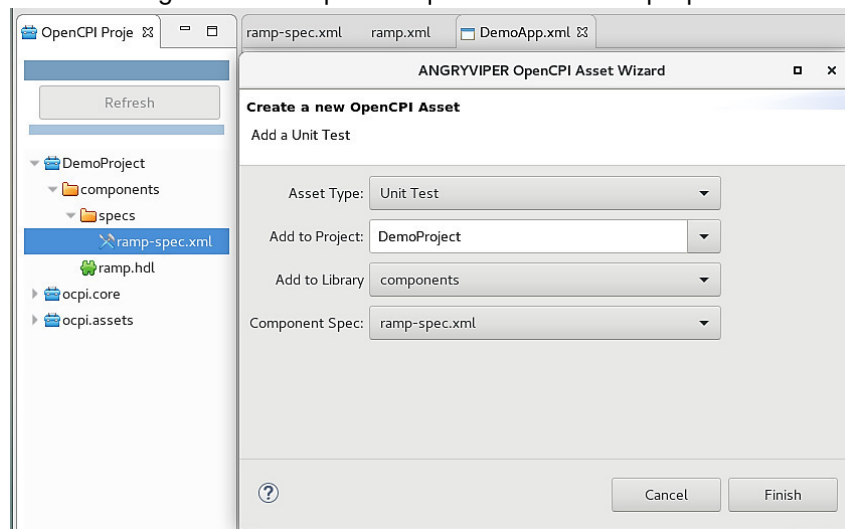 OpenCPI Proje
ramp-spec.xml ramp.xml DemoApp.xml
ANGRYVIPER OpenCPI Asset Wizard
Refresh
Create a new OpenCPI Asset
Add a Unit Test
DemoProject
components
specs
ramp-spec.xml
ramp.hdl
ocpi.core
ocpi.assets
Asset Type: Unit Test
Add to Project: DemoProject
Add to Library components
Component Spec: ramp-spec.xml
?
Cancel Finish